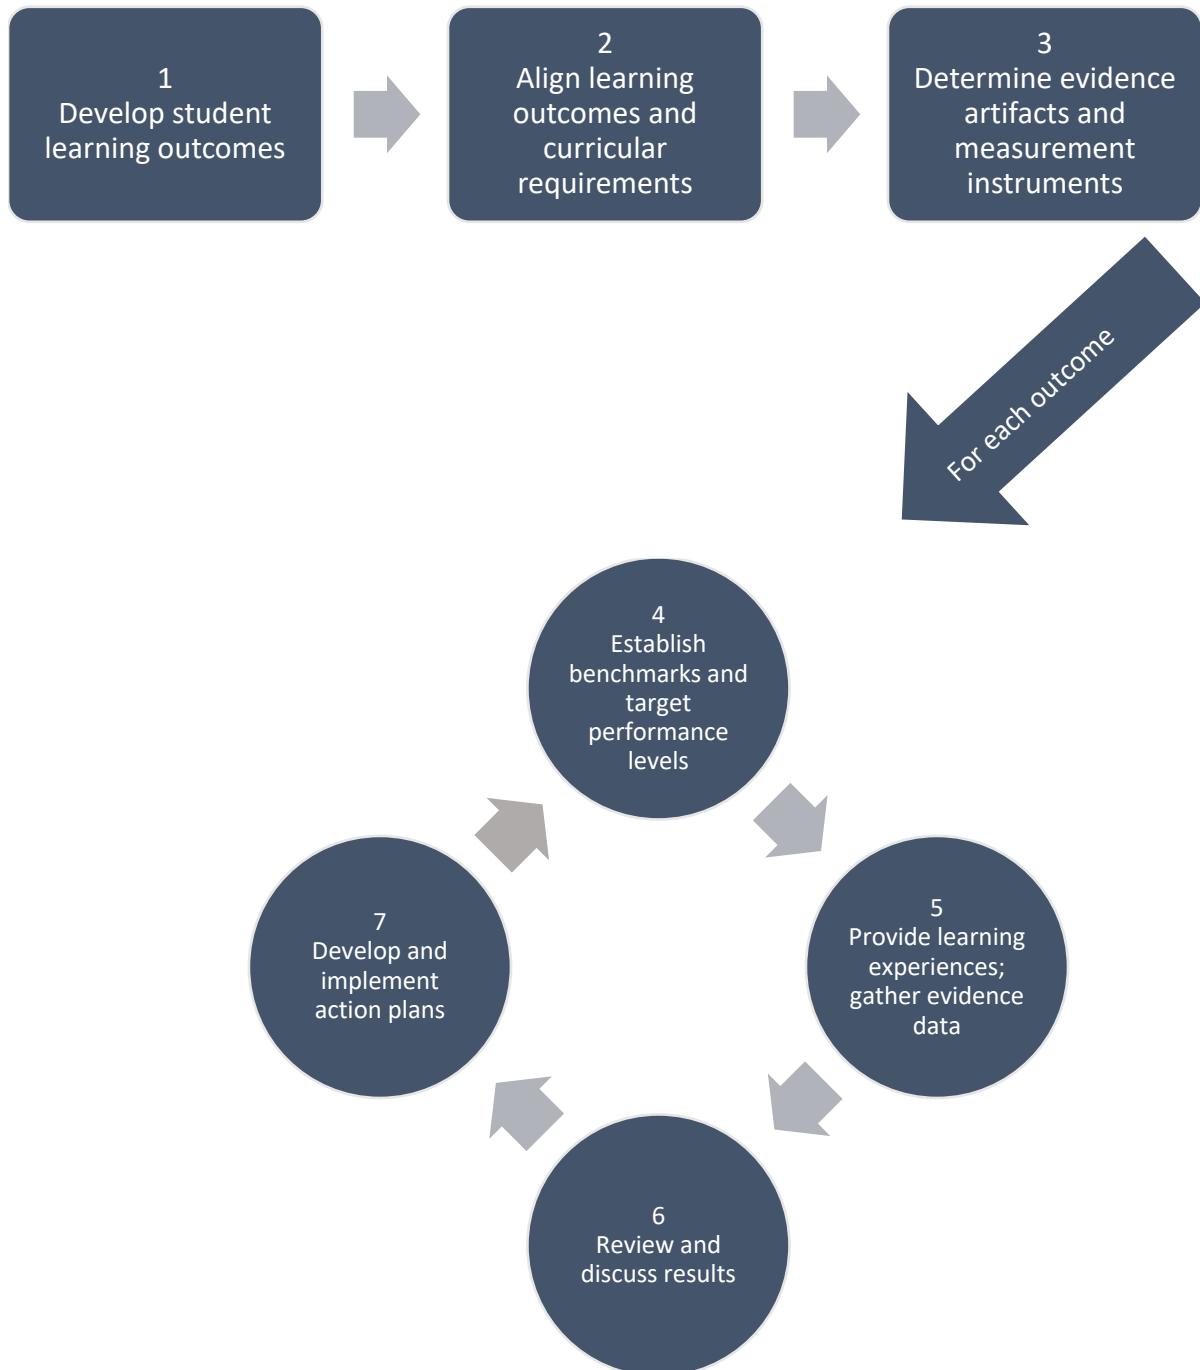 1
Develop student
learning outcomes
2
Align learning
outcomes and
curricular
requirements
3
Determine evidence
artifacts and
measurement
instruments
For each outcome
4
Establish
benchmarks and
target
performance
levels
5
Provide learning
experiences;
gather evidence
data
6
Review and
discuss results
7
Develop and
implement
action plans